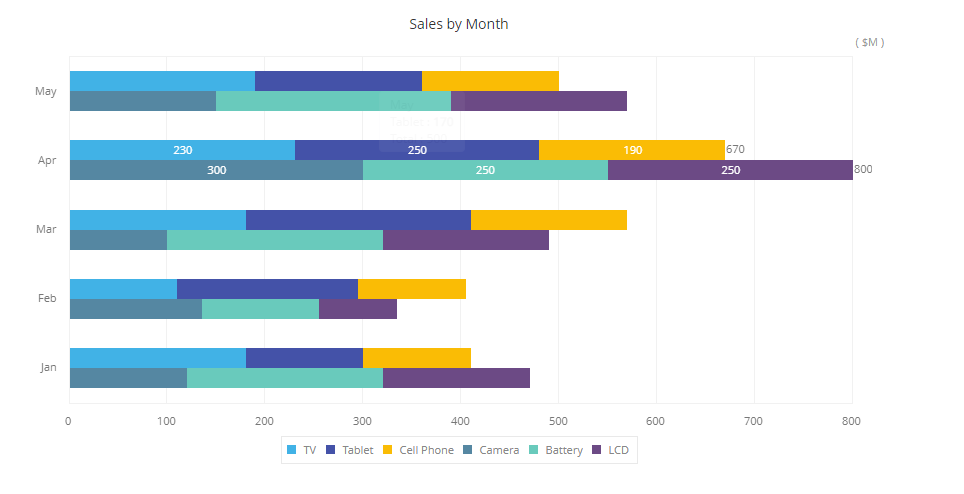 Sales by Month
( $M )
May
Apr
230 250 190 670
300 250 250 800
Mar
Feb
Jan
0 100 200 300 400 500 600 700 800
TV Tablet Cell Phone Camera Battery LCD